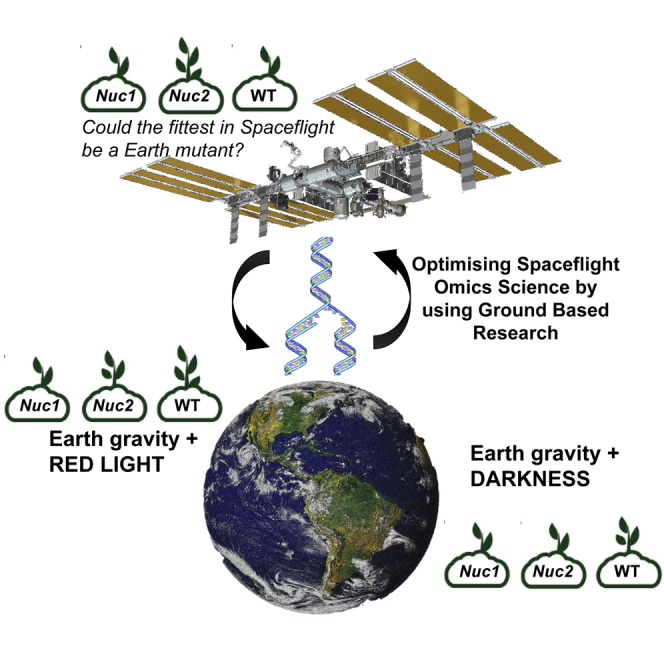 Nuc1 Nuc2 WT
Could the fittest in Spaceflight
be a Earth mutant?
Optimising Spaceflight
Omics Science by
using Ground Based
Research
Nuc1 Nuc2 WT
Earth gravity +
RED LIGHT
Earth gravity +
DARKNESS
Nuc1 Nuc2 WT